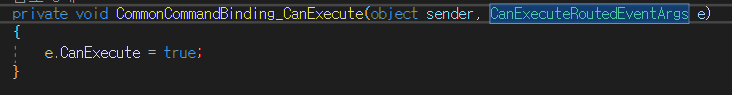 private void CommonCommandBinding_CanExecute(object sender, CanExecuteRoutedEventArgs e)
{
e.CanExecute = true;
}